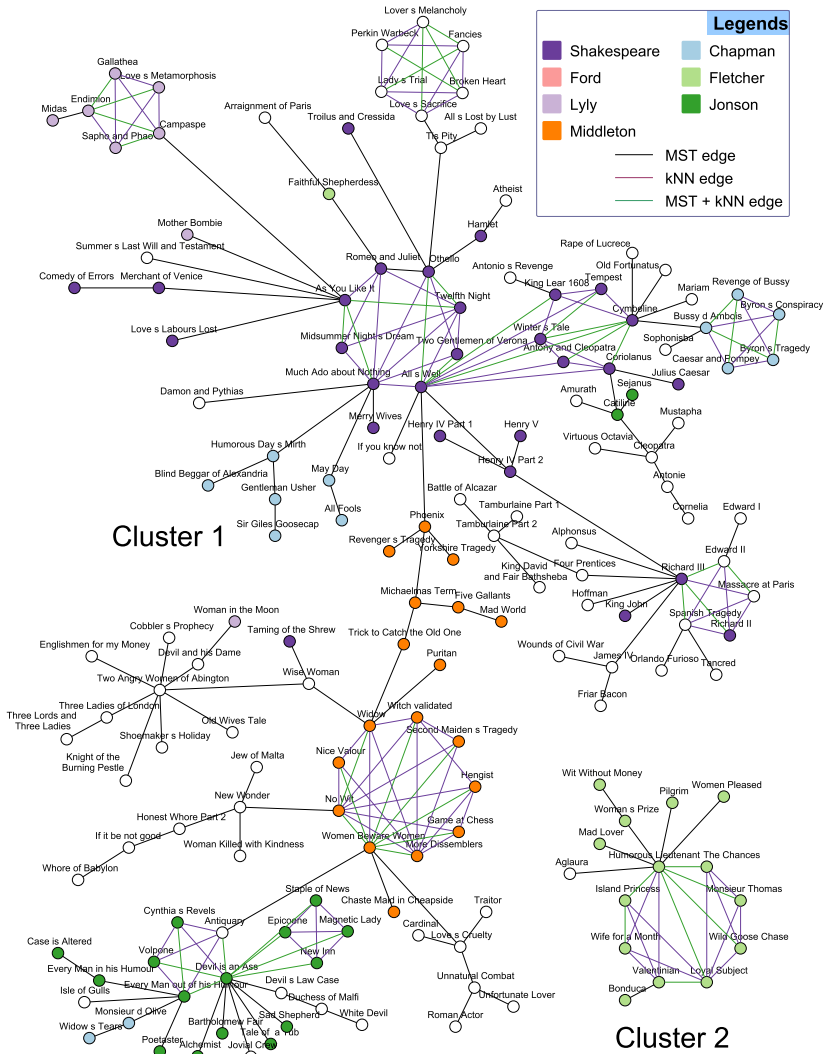 Lover s Melancholy
Perkin Warbeck
Fancies
Lady s Trial
Broken Heart
Love s Sacrifice
Legends
Shakespeare
Chapman
Ford
Fletcher
Lyly
Jonson
Middleton
MST edge
kNN edge
MST + kNN edge
Gallathea
Love s Metamorphosis
Endimion
Midas
Campaspe
Sapho and Phao
Arraignment of Paris
Troilus and Cressida
All s Lost by Lust
Tis Pity
Faithful Shepherdess
Atheist
Hamlet
Mother Bombie
Summer s Last Will and Testament
Romeo and Juliet
Othello
Rape of Lucrece
Old Fortunatus
Antonio s Revenge
Comedy of Errors
Merchant of Venice
As You Like It
King Lear 1608
Tempest
Mariam
Revenge of Bussy
Twelfth Night
Cymbeline
Byron s Conspiracy
Bussy d Ambois
Love s Labours Lost
Midsummer Night s Dream
Two Gentlemen of Verona
Winter s Tale
Sophonisba
Byron s Tragedy
Antony and Cleopatra
Coriolanus
Caesar and Pompey
Much Ado about Nothing
All s Well
Julius Caesar
Sejanus
Damon and Pythias
Amurath
Catiline
Merry Wives
Henry IV Part 1
Henry V
Mustapha
Humorous Day s Mirth
If you know not
Virtuous Octavia
Cleopatra
Blind Beggar of Alexandria
May Day
Henry IV Part 2
Gentleman Usher
Antonie
All Fools
Battle of Alcazar
Tamburlaine Part 1
Cornelia
Edward I
Sir Giles Goosecap
Phoenix
Tamburlaine Part 2
Cluster 1
Alphonsus
Revenger s Tragedy
Yorkshire Tragedy
Edward II
King David
and Fair Bathsheba
Four Prentices
Richard III
Massacre at Paris
Michaelmas Term
Five Gallants
Mad World
Hoffman
King John
Spanish Tragedy
Richard II
Woman in the Moon
Cobbler s Prophecy
Taming of the Shrew
Trick to Catch the Old One
Englishmen for my Money
Devil and his Dame
Puritan
Wounds of Civil War
James IV
Orlando Furioso
Tancred
Two Angry Women of Abington
Wise Woman
Friar Bacon
Three Ladies of London
Three Lords and
Three Ladies
Old Wives Tale
Shoemaker s Holiday
Widow
Witch validated
Second Maiden s Tragedy
Knight of the
Burning Pestle
Jew of Malta
Nice Valour
Hengist
Wit Without Money
Pilgrim
Women Pleased
New Wonder
No Wit
Woman s Prize
Honest Whore Part 2
Game at Chess
Mad Lover
If it be not good
Woman Killed with Kindness
Women Beware Women
More Dissemblers
Aglaura
Humorous Lieutenant
The Chances
Whore of Babylon
Staple of News
Chaste Maid in Cheapside
Island Princess
Monsieur Thomas
Cynthia s Revels
Antiquary
Epicoene
Magnetic Lady
Traitor
Cardinal
Love s Cruelty
Wife for a Month
Wild Goose Chase
Case is Altered
Volpone
New Inn
Every Man in his Humour
Devil is an Ass
Valentinian
Loyal Subject
Unnatural Combat
Isle of Gulls
Every Man out of his Humour
Devil s Law Case
Bonduca
Duchess of Malfi
Unfortunate Lover
Monsieur d Olive
Sad Shepherd
White Devil
Roman Actor
Widow s Tears
Bartholomew Fair
Tale of a Tub
Cluster 2
Poetaster
Alchemist
Jovial Crew